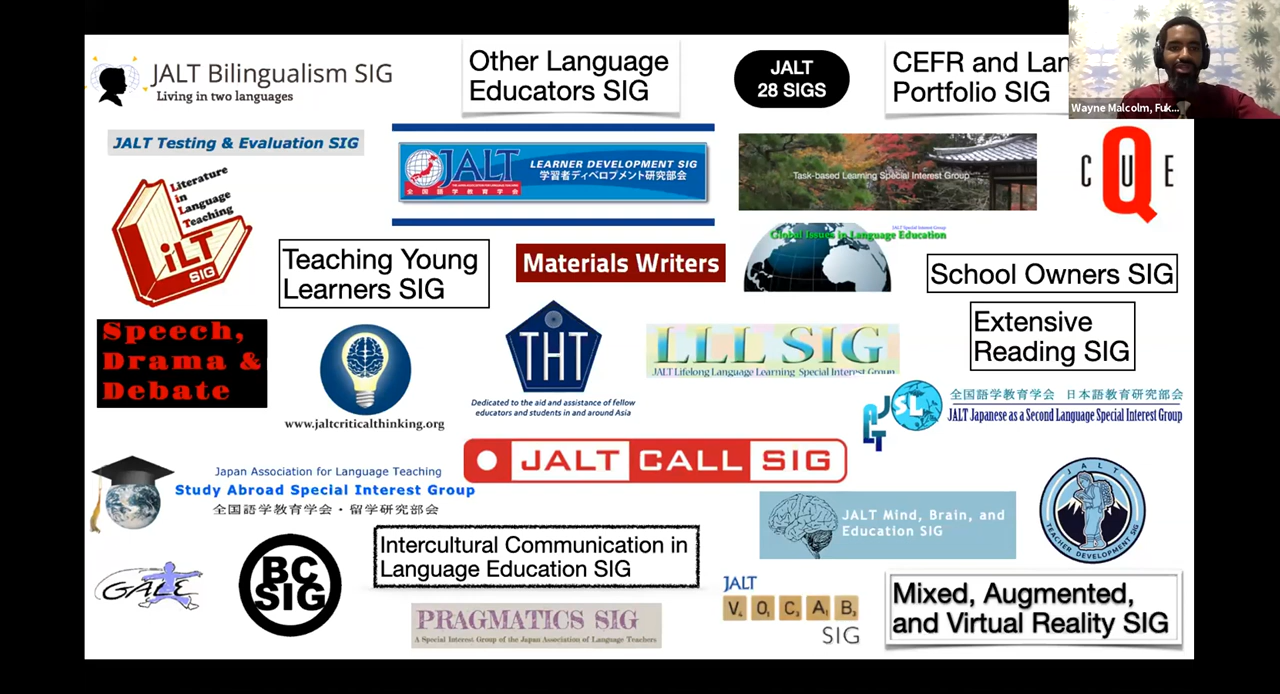 JALT Bilingualism SIG
Living in two languages
Other Language
Educators SIG
JALT
28 SIGS
CEFR and Lan
Portfolio SIG
Wayne Malcolm, Fuk...
JALT Testing & Evaluation SIG
Literature
in
Language
Teaching
LiLT
SIG
JALT
全国語学教育学会
LEARNER DEVELOPMENT SIG
学習者ディベロプメント研究部会
Task-based Learning Special Interest Group
CUE
Teaching Young
Learners SIG
Materials Writers
JALT Special Interest Group
Global Issues in Language Education
School Owners SIG
Extensive
Reading SIG
Speech,
Drama &
Debate
www.jaltcriticalthinking.org
THT
Dedicated to the aid and assistance of fellow
educators and students in and around Asia
LLL SIG
JALT Lifelong Language Learning Special Interest Group
JALT
JSL
全国語学教育学会 日本語教育研究部会
JALT Japanese as a Second Language Special Interest Group
JALT CALL SIG
Japan Association for Language Teaching
Study Abroad Special Interest Group
全国語学教育学会・留学研究部会
JALT Mind, Brain, and
Education SIG
JALT
TEACHER DEVELOPMENT SIG
GALE
BC
SIG
Intercultural Communication in
Language Education SIG
PRAGMATICS SIG
A Special Interest Group of the Japan Association of Language Teachers
JALT
VOCAB
SIG
Mixed, Augmented,
and Virtual Reality SIG